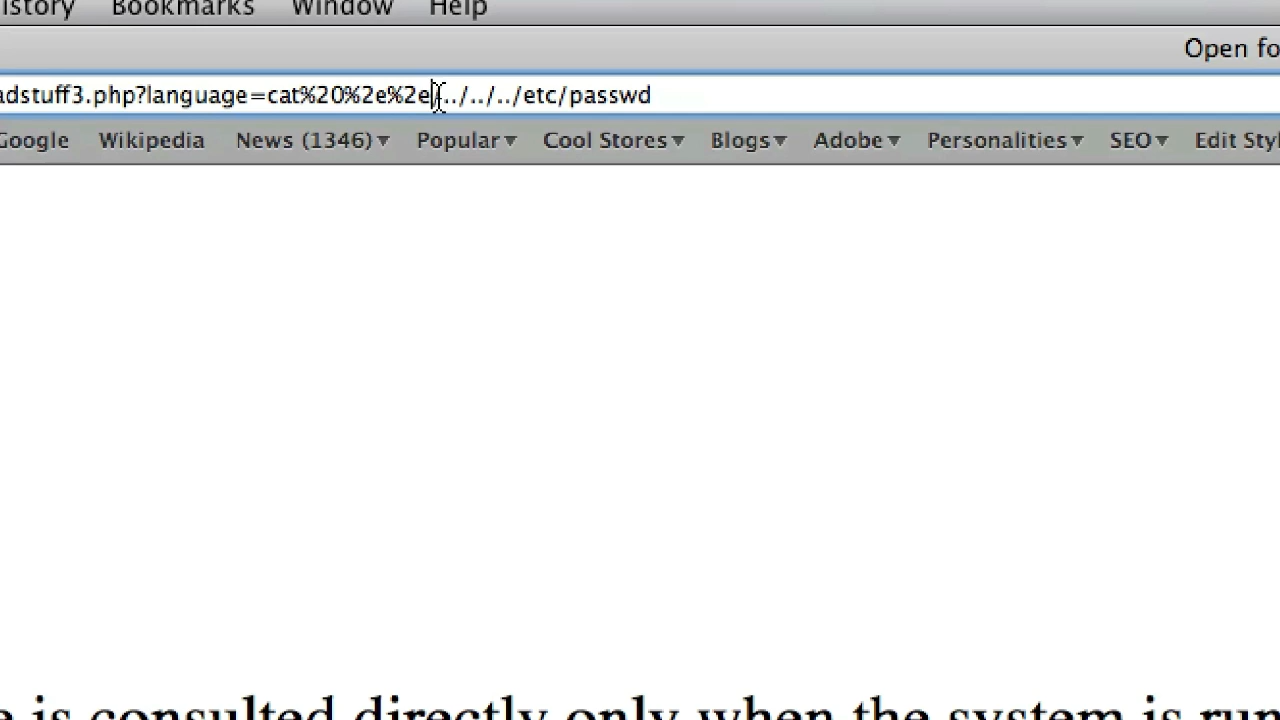 istory Bookmarks Window Help
Open fo
adstuff3.php?language=cat%20%2e%2e/../../../etc/passwd
Google Wikipedia News (1346) Popular Cool Stores Blogs Adobe Personalities SEO Edit Styl
e is consulted directly only when the system is run